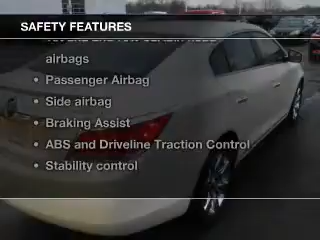 SAFETY FEATURES
airbags
• Passenger Airbag
• Side airbag
• Braking Assist
• ABS and Driveline Traction Control
• Stability control